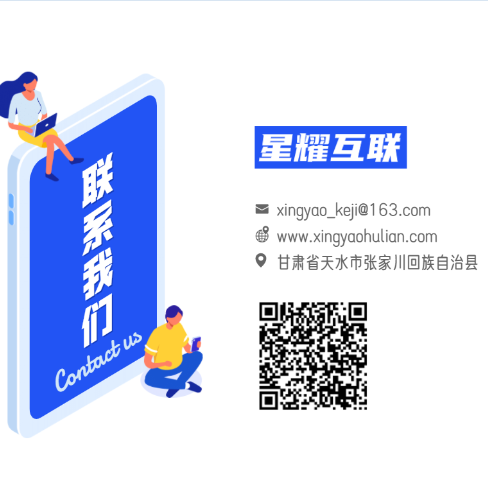 联系我们
Contact us
星耀互联
xingyao_keji@163.com
www.xingyaohulian.com
甘肃省天水市张家川回族自治县